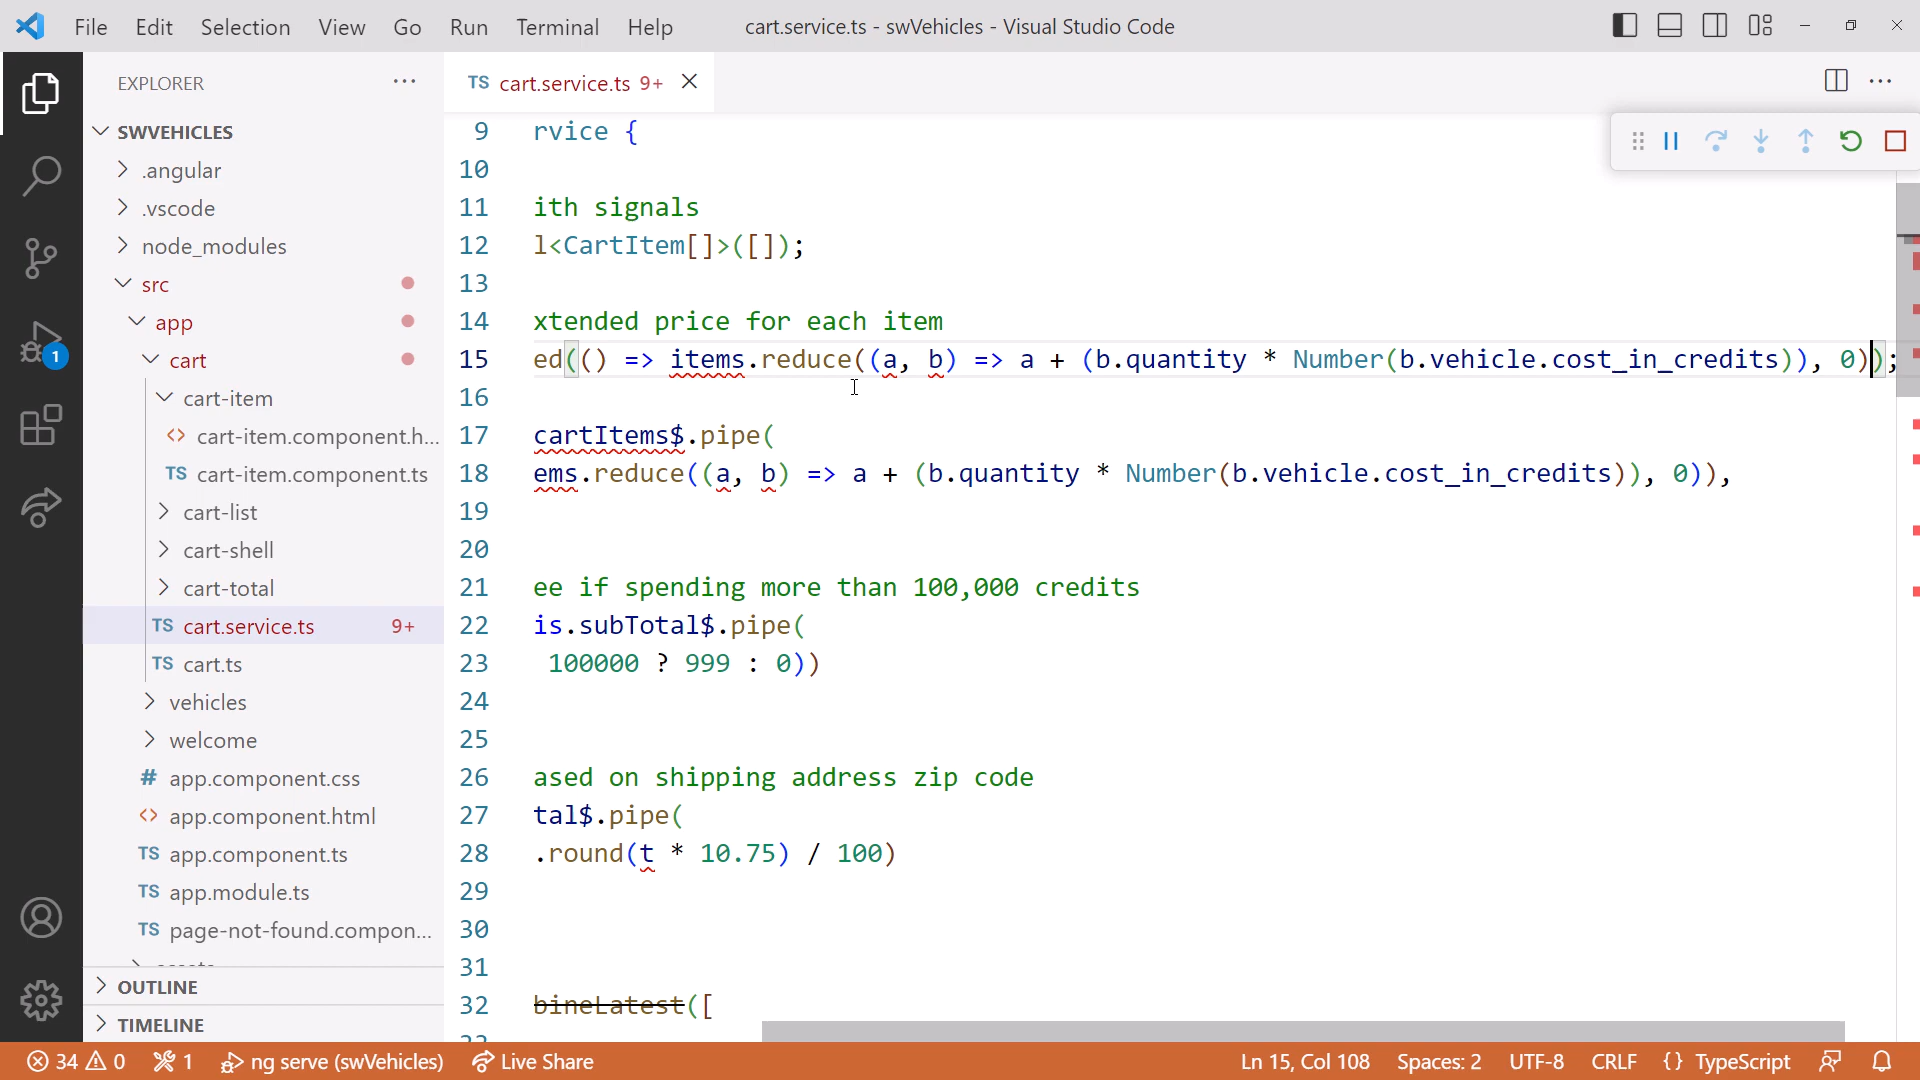 File Edit Selection View Go Run Terminal Help
cart.service.ts - swVehicles - Visual Studio Code
EXPLORER
SWVEHICLES
.angular
.vscode
node_modules
src
app
cart
cart-item
cart-item.component.h...
TS cart-item.component.ts
cart-list
cart-shell
cart-total
TS cart.service.ts 9+
TS cart.ts
vehicles
welcome
# app.component.css
<> app.component.html
TS app.component.ts
TS app.module.ts
TS page-not-found.compon...
OUTLINE
TIMELINE
1
TS cart.service.ts 9+
9 rvice {
10
11 ith signals
12 l<CartItem[]>([]);
13
14 xtended price for each item
15 ed(() => items.reduce((a, b) => a + (b.quantity * Number(b.vehicle.cost_in_credits)), 0));
16
17 cartItems$.pipe(
18 ems.reduce((a, b) => a + (b.quantity * Number(b.vehicle.cost_in_credits)), 0)),
19
20
21 ee if spending more than 100,000 credits
22 is.subTotal$.pipe(
23 100000 ? 999 : 0))
24
25
26 ased on shipping address zip code
27 tal$.pipe(
28 .round(t * 10.75) / 100)
29
30
31
32 bineLatest([
34 0 1 ng serve (swVehicles) Live Share
Ln 15, Col 108 Spaces: 2 UTF-8 CRLF {} TypeScript